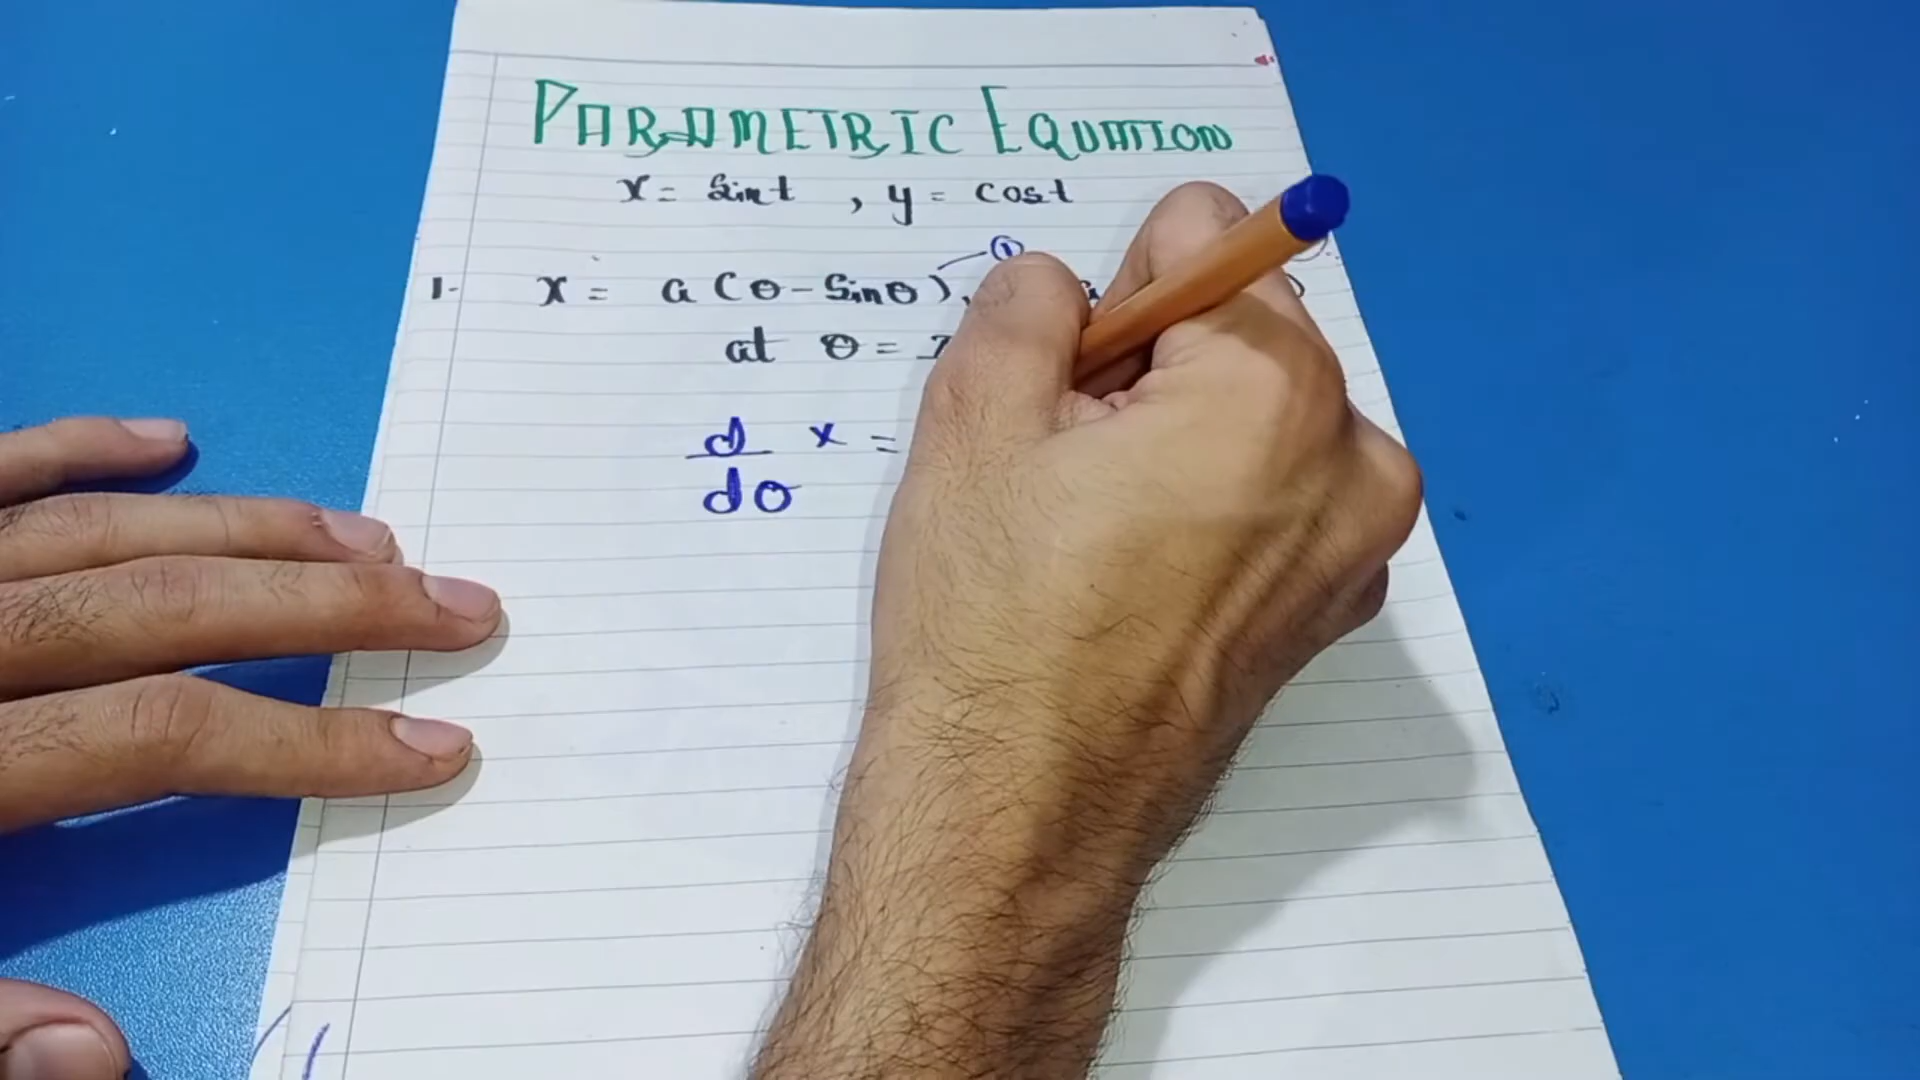 PARAMETRIC EQUATION
x = Sint , y = cost
①
1- x = a (θ - Sinθ),
at θ =
d/dθ x =